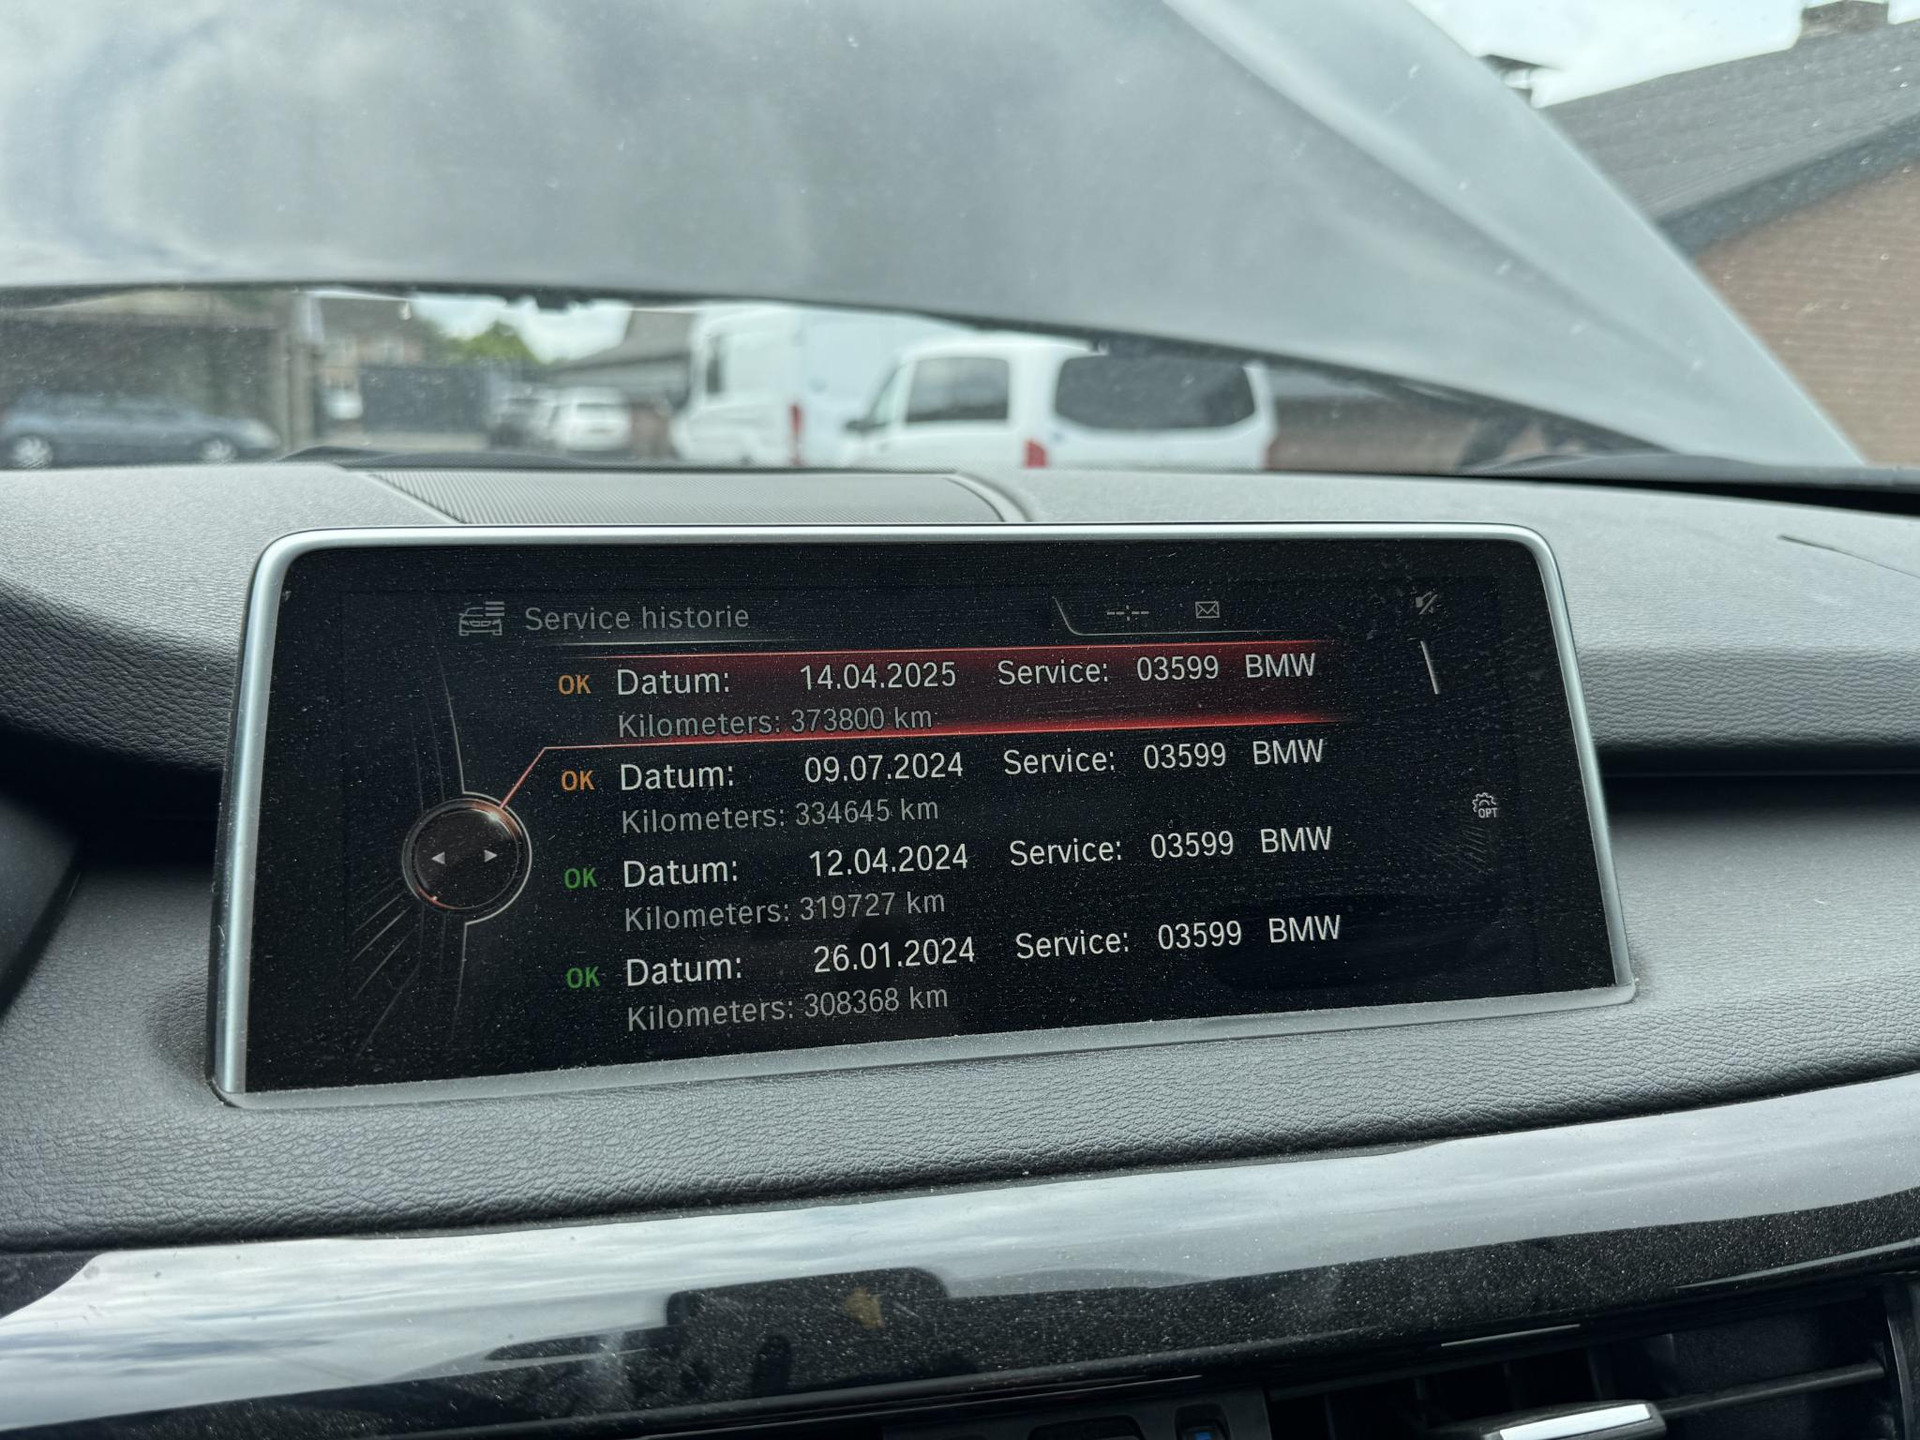 Service historie --:--
OK Datum: 14.04.2025 Service: 03599 BMW
Kilometers: 373800 km
OK Datum: 09.07.2024 Service: 03599 BMW
Kilometers: 334645 km
OK Datum: 12.04.2024 Service: 03599 BMW
Kilometers: 319727 km
OPT
OK Datum: 26.01.2024 Service: 03599 BMW
Kilometers: 308368 km